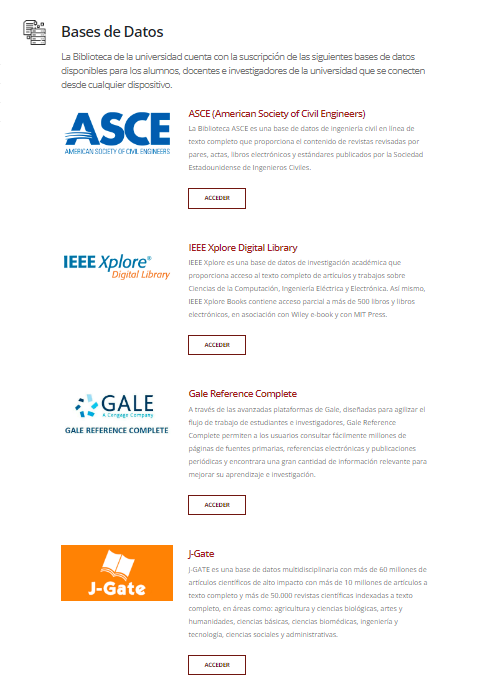 Bases de Datos
La Biblioteca de la universidad cuenta con la suscripción de las siguientes bases de datos
disponibles para los alumnos, docentes e investigadores de la universidad que se conecten
desde cualquier dispositivo.
ASCE
AMERICAN SOCIETY OF CIVIL ENGINEERS
ASCE (American Society of Civil Engineers)
La Biblioteca ASCE es una base de datos de ingeniería civil en línea de
texto completo que proporciona el contenido de revistas revisadas por
pares, actas, libros electrónicos y estándares publicados por la Sociedad
Estadounidense de Ingenieros Civiles.
ACCEDER
IEEE Xplore®
Digital Library
IEEE Xplore Digital Library
IEEE Xplore es una base de datos de investigación académica que
proporciona acceso al texto completo de artículos y trabajos sobre
Ciencias de la Computación, Ingeniería Eléctrica y Electrónica. Así mismo,
IEEE Xplore Books contiene acceso parcial a más de 500 libros y libros
electrónicos, en asociación con Wiley e-book y con MIT Press.
ACCEDER
GALE
A Cengage Company
GALE REFERENCE COMPLETE
Gale Reference Complete
A través de las avanzadas plataformas de Gale, diseñadas para agilizar el
flujo de trabajo de estudiantes e investigadores, Gale Reference
Complete permiten a los usuarios consultar fácilmente millones de
páginas de fuentes primarias, referencias electrónicas y publicaciones
periódicas y encontrara una gran cantidad de información relevante para
mejorar su aprendizaje e investigación.
ACCEDER
J-Gate
J-Gate
J-GATE es una base de datos multidisciplinaria con más de 60 millones de
artículos científicos de alto impacto con más de 10 millones de artículos a
texto completo y más de 50.000 revistas científicas indexadas a texto
completo, en áreas como: agricultura y ciencias biológicas, artes y
humanidades, ciencias básicas, ciencias biomédicas, ingeniería y
tecnología, ciencias sociales y administrativas.
ACCEDER